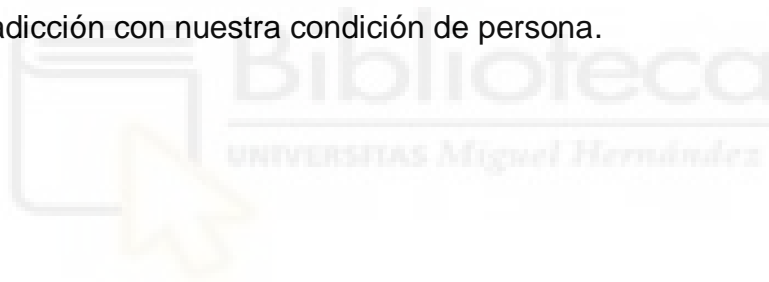 adicción con nuestra condición de persona.
Biblioteca
UNIVERSITAS Miguel Hernández